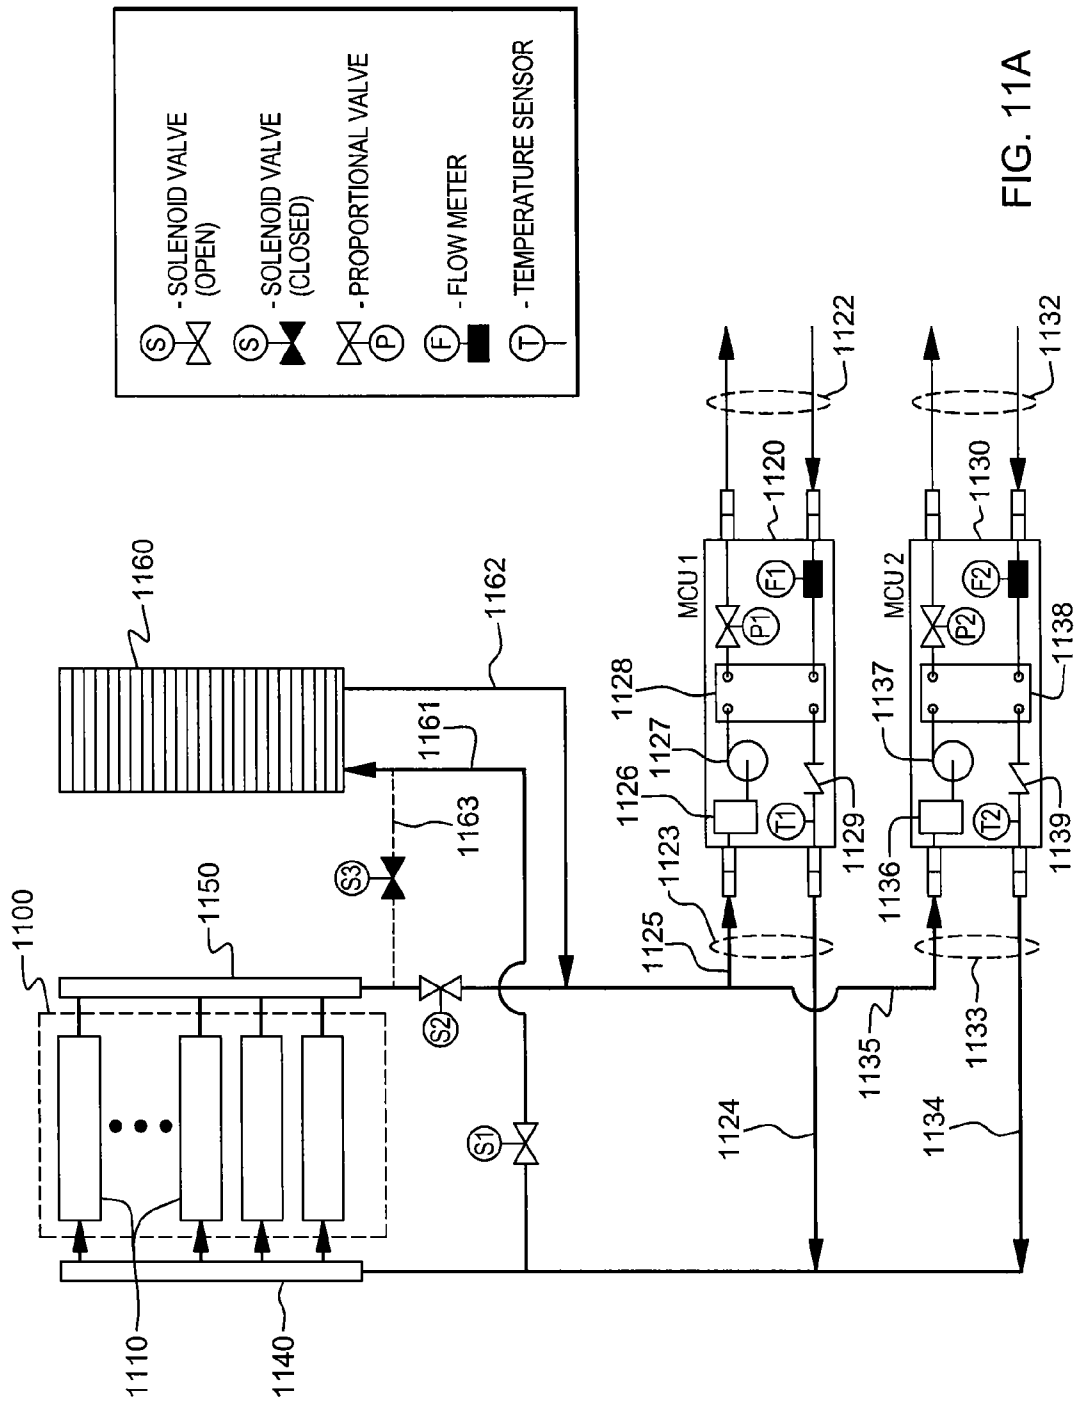 S
- SOLENOID VALVE
(OPEN)
S
- SOLENOID VALVE
(CLOSED)
P
- PROPORTIONAL VALVE
F
- FLOW METER
T
- TEMPERATURE SENSOR
1100
1110
1140
1150
1160
1161
1162
1163
S1
S2
S3
MCU 1
1120
1122
1123
1124
1125
1126
1127
1128
1129
P1
F1
T1
MCU 2
1130
1132
1133
1134
1135
1136
1137
1138
1139
P2
F2
T2
FIG. 11A